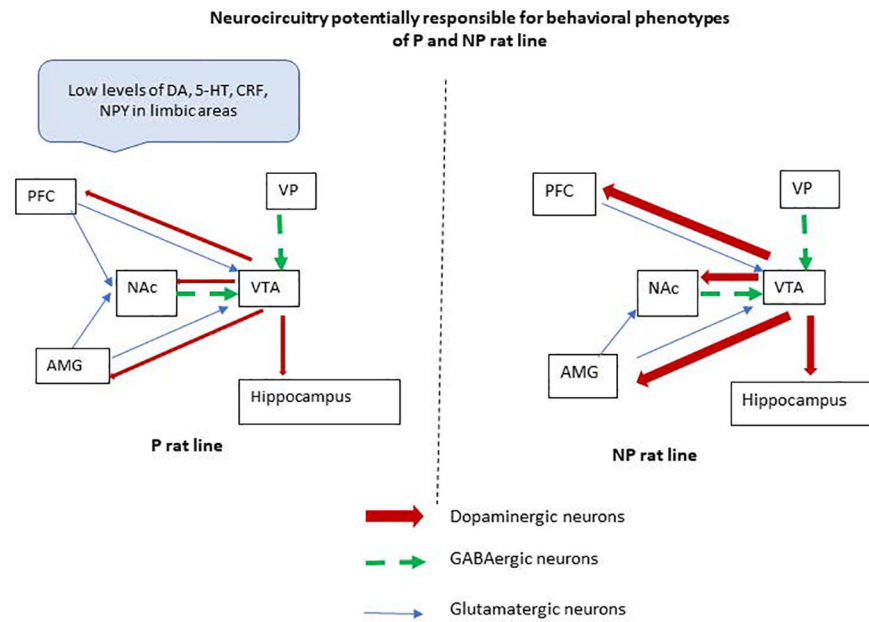 Neurocircuitry potentially responsible for behavioral phenotypes
of P and NP rat line
Low levels of DA, 5-HT, CRF,
NPY in limbic areas
PFC
VP
NAc
VTA
AMG
Hippocampus
P rat line
PFC
VP
NAc
VTA
AMG
Hippocampus
NP rat line
Dopaminergic neurons
GABAergic neurons
Glutamatergic neurons